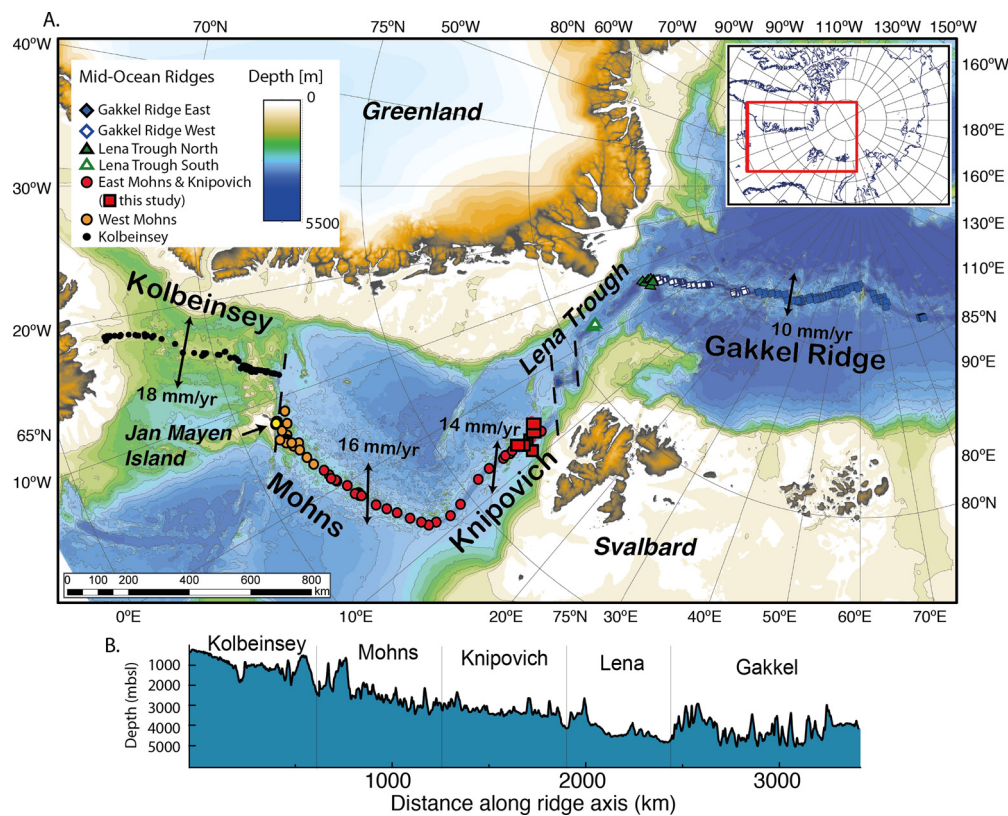 A.
70ºW 75ºN 50ºW 80ºN 60ºW 70ºW 90ºW 90ºW 110ºW 130ºW 150ºW
40ºW
30ºW
20ºW
65ºN
10ºW
160ºW
180ºE
160ºE
130ºE
110ºE
85ºN
90ºE
80ºE
80ºN
Mid-Ocean Ridges
Gakkel Ridge East
Gakkel Ridge West
Lena Trough North
Lena Trough South
East Mohns & Knipovich
( this study)
West Mohns
Kolbeinsey
Depth [m]
0
5500
Greenland
Kolbeinsey
18 mm/yr
Jan Mayen
Island
Mohns
16 mm/yr
14 mm/yr
Knipovich
Lena Trough
10 mm/yr
Gakkel Ridge
Svalbard
0 100 200 400 600 800
km
0ºE 10ºE 20ºE 75ºN 30ºE 40ºE 50ºE 60ºE 70ºE
B.
Kolbeinsey Mohns Knipovich Lena Gakkel
Depth (mbsl)
1000
2000
3000
4000
5000
1000 2000 3000
Distance along ridge axis (km)